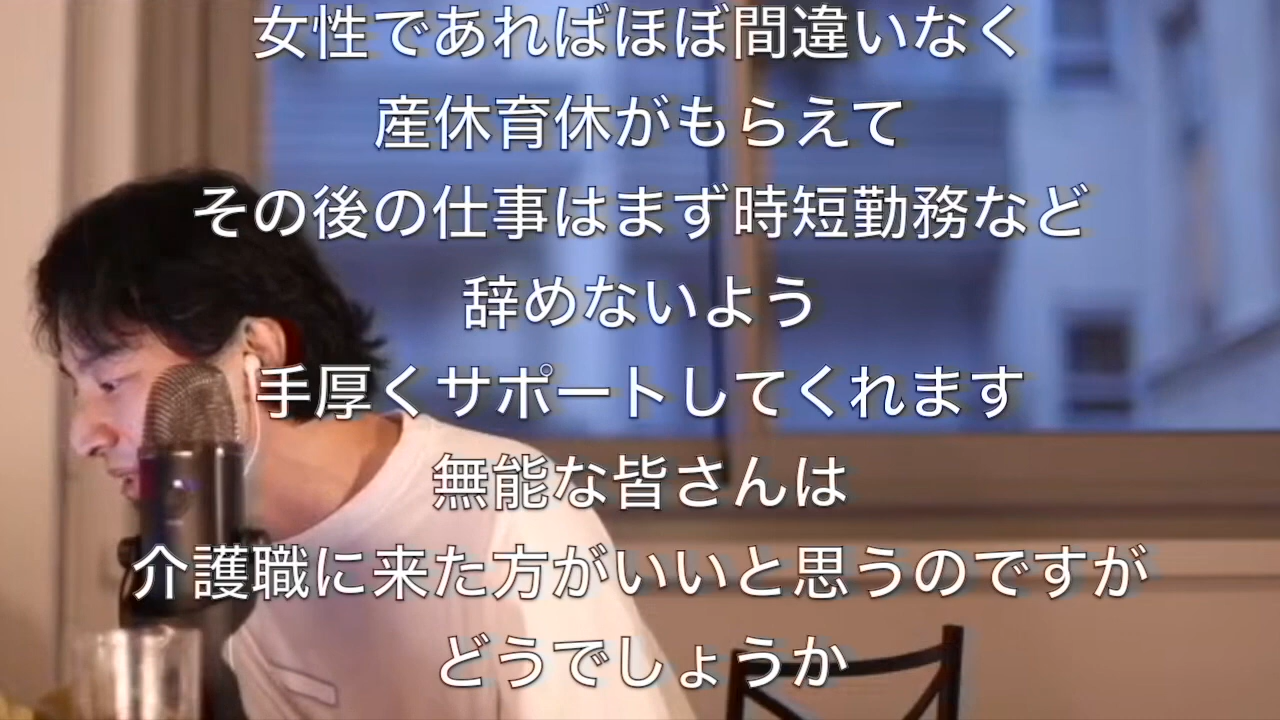 女性であればほぼ間違いなく
産休育休がもらえて
その後の仕事はまず時短勤務など
辞めないよう
手厚くサポートしてくれます
無能な皆さんは
介護職に来た方がいいと思うのですが
どうでしょうか